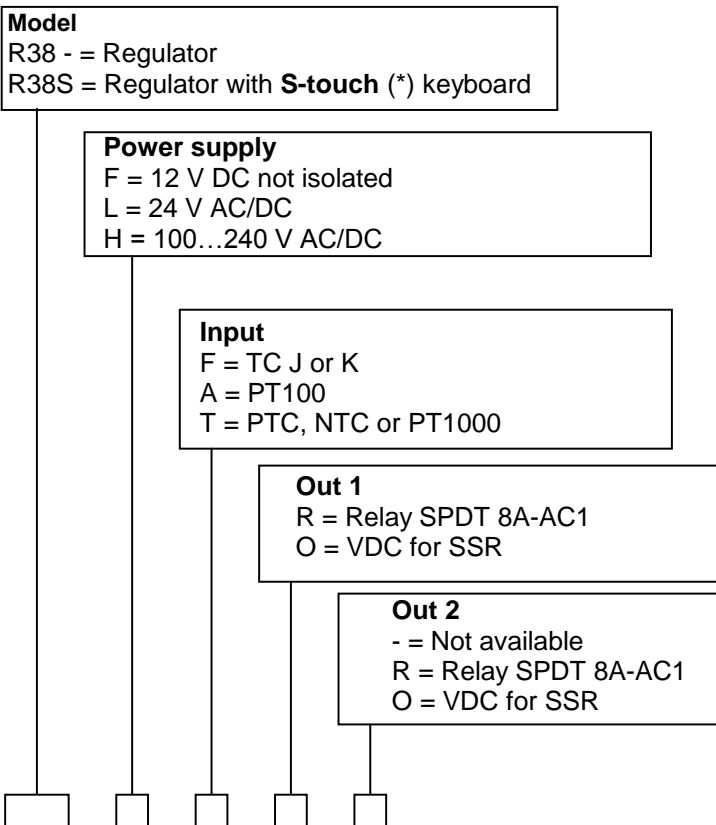 Model
R38 - = Regulator
R38S = Regulator with S-touch (*) keyboard
Power supply
F = 12 V DC not isolated
L = 24 V AC/DC
H = 100…240 V AC/DC
Input
F = TC J or K
A = PT100
T = PTC, NTC or PT1000
Out 1
R = Relay SPDT 8A-AC1
O = VDC for SSR
Out 2
- = Not available
R = Relay SPDT 8A-AC1
O = VDC for SSR